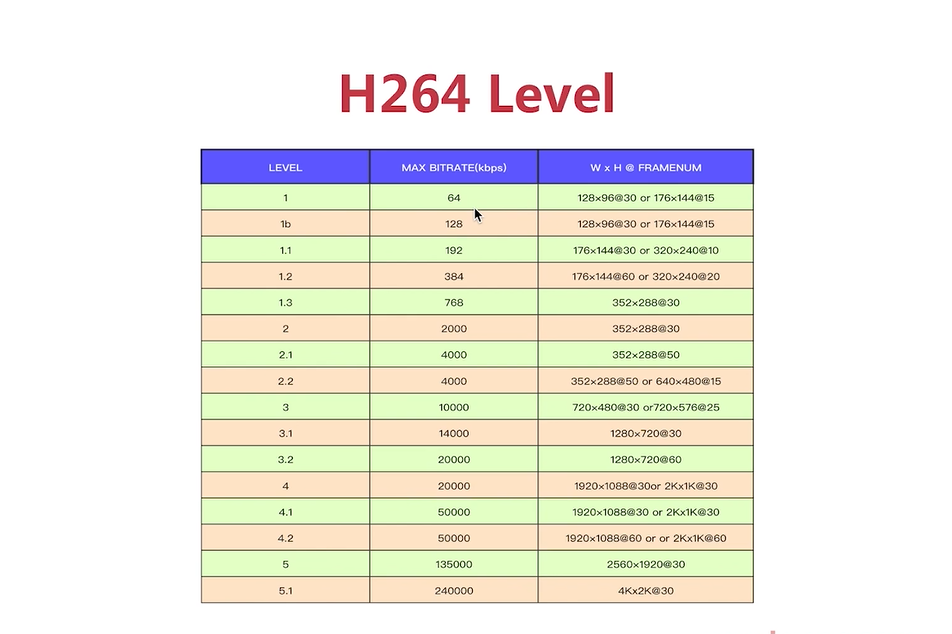 H264 Level
LEVEL MAX BITRATE(kbps) W x H @ FRAMENUM
1 64 128×96@30 or 176×144@15
1b 128 128×96@30 or 176×144@15
1.1 192 176×144@30 or 320×240@10
1.2 384 176×144@60 or 320×240@20
1.3 768 352×288@30
2 2000 352×288@30
2.1 4000 352×288@50
2.2 4000 352×288@50 or 640×480@15
3 10000 720×480@30 or720×576@25
3.1 14000 1280×720@30
3.2 20000 1280×720@60
4 20000 1920×1088@30or 2Kx1K@30
4.1 50000 1920×1088@30 or 2Kx1K@30
4.2 50000 1920×1088@60 or or 2Kx1K@60
5 135000 2560×1920@30
5.1 240000 4Kx2K@30